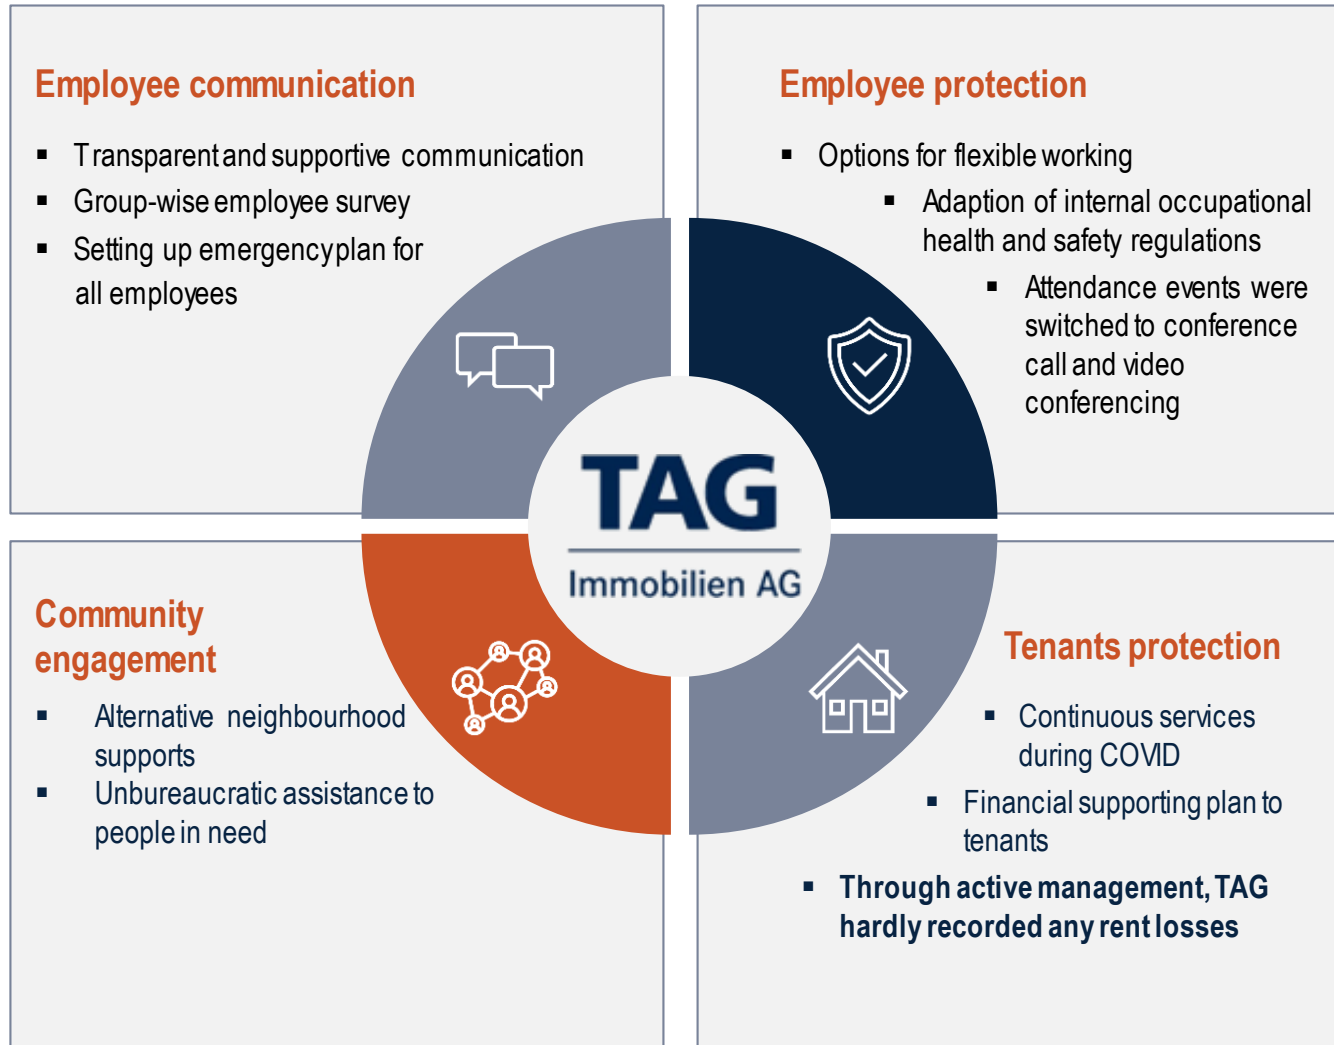 Employee communication
▪ Transparent and supportive communication
▪ Group-wise employee survey
▪ Setting up emergency plan for
all employees
Employee protection
▪ Options for flexible working
▪ Adaption of internal occupational
health and safety regulations
▪ Attendance events were
switched to conference
call and video
conferencing
TAG
Immobilien AG
Community
engagement
▪ Alternative neighbourhood
supports
▪ Unbureaucratic assistance to
people in need
Tenants protection
▪ Continuous services
during COVID
▪ Financial supporting plan to
tenants
▪ Through active management, TAG
hardly recorded any rent losses